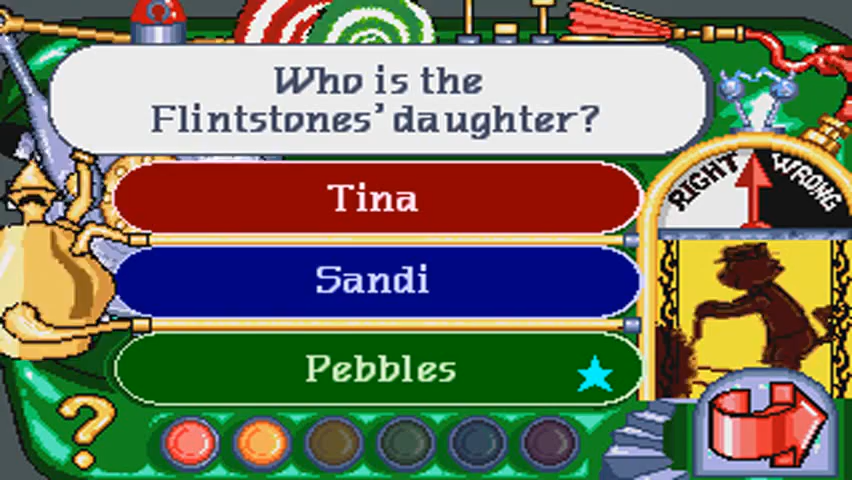 Who is the
Flintstones' daughter?
RIGHT WRONG
Tina
Sandi
Pebbles
?